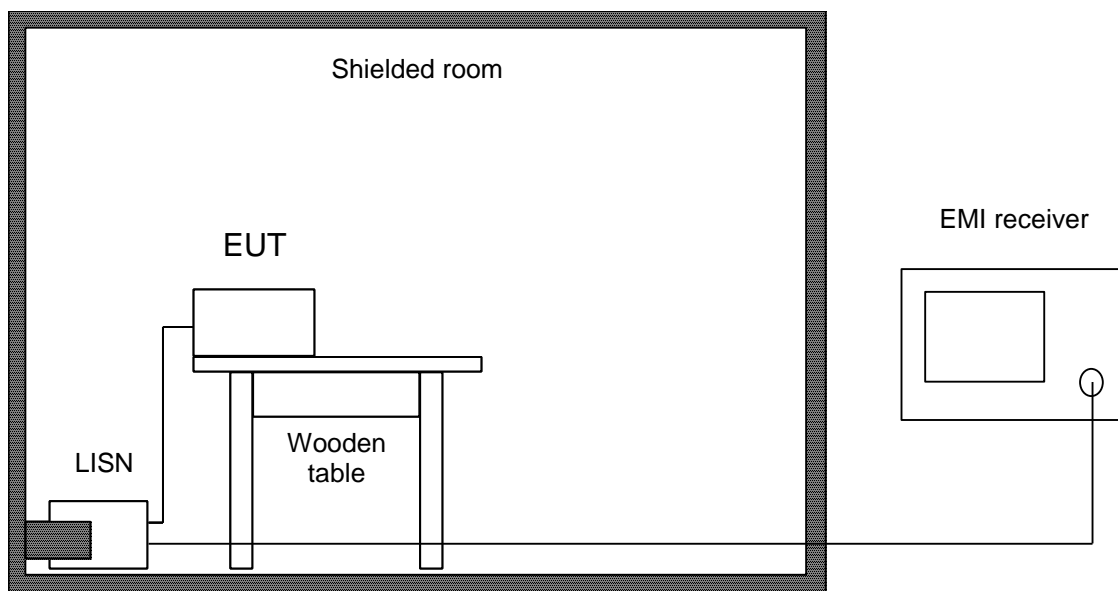 Shielded room
EMI receiver
EUT
Wooden
table
LISN